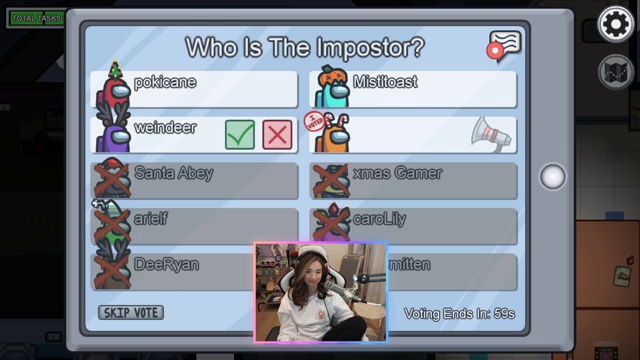 TOTAL TASKS
Who Is The Impostor?
pokicane
Mistitoast
weindeer
I VOTED
Santa Abey
xmas Gamer
arielf
caroLily
DeeRyan
mitten
SKIP VOTE
Voting Ends In: 59s